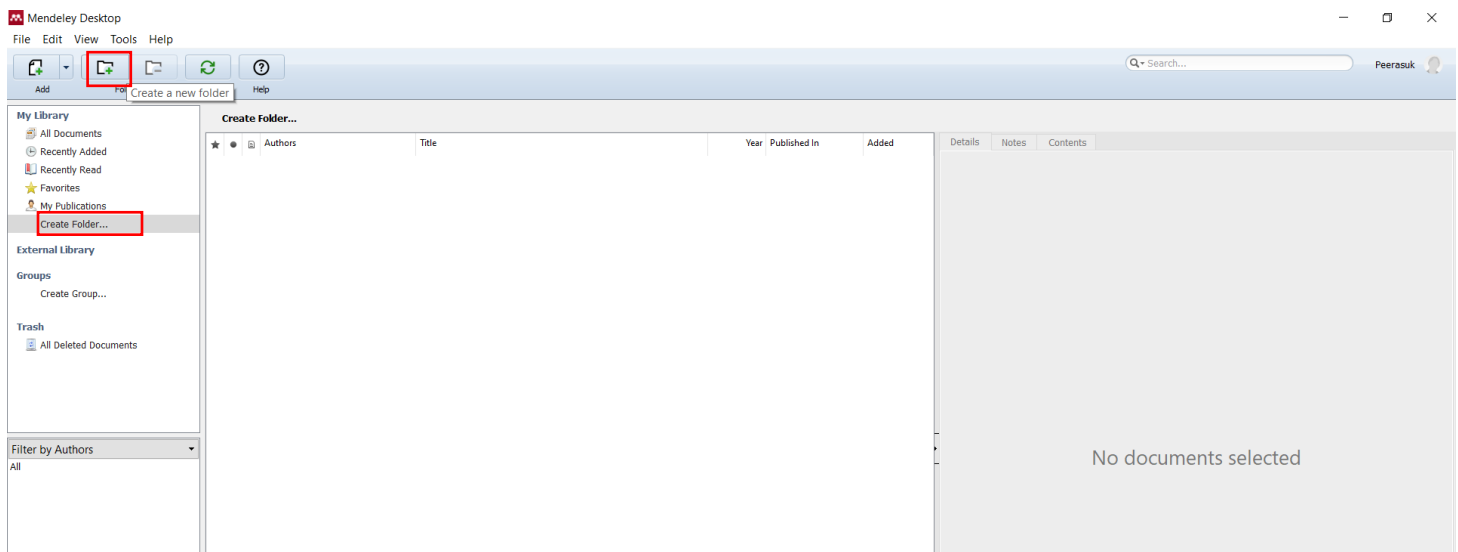 Mendeley Desktop
File Edit View Tools Help
Search...
Peerasuk
Add
Help
Create a new folder
My Library
All Documents
Recently Added
Recently Read
Favorites
My Publications
Create Folder...
External Library
Groups
Create Group...
Trash
All Deleted Documents
Filter by Authors
All
Create Folder...
Authors Title Year Published In Added
Details Notes Contents
No documents selected